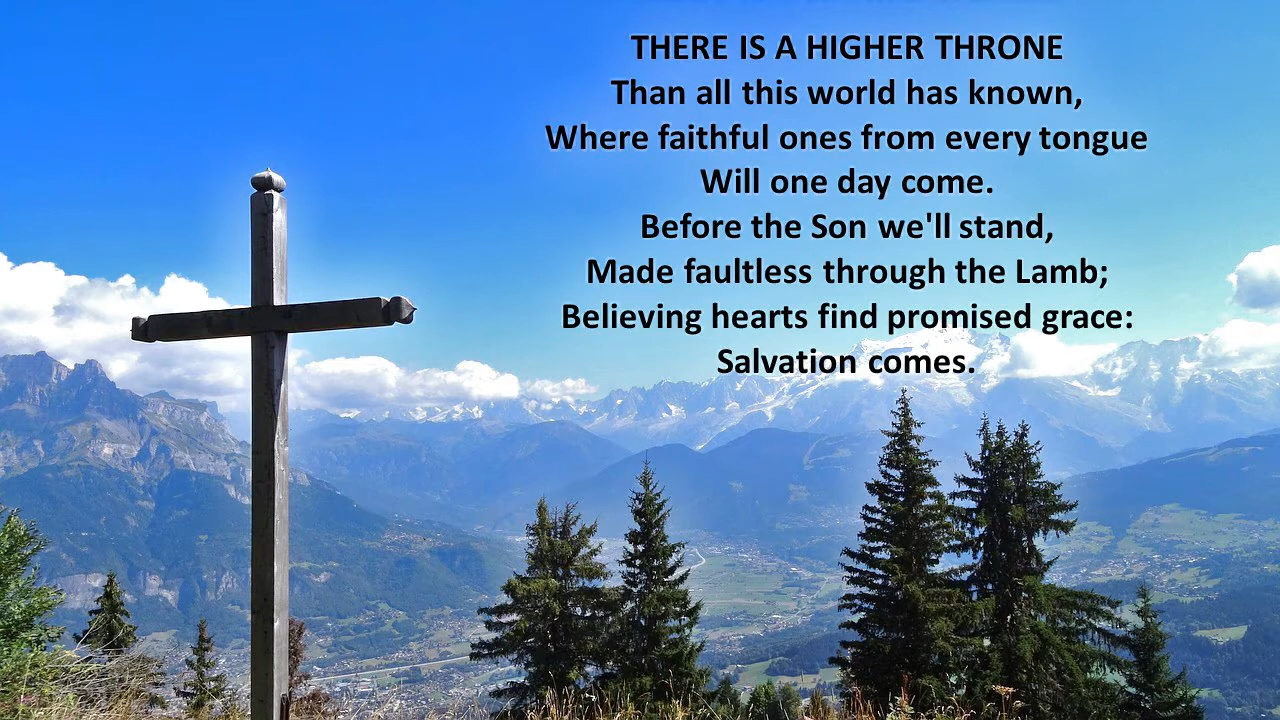 THERE IS A HIGHER THRONE
Than all this world has known,
Where faithful ones from every tongue
Will one day come.
Before the Son we'll stand,
Made faultless through the Lamb;
Believing hearts find promised grace:
Salvation comes.